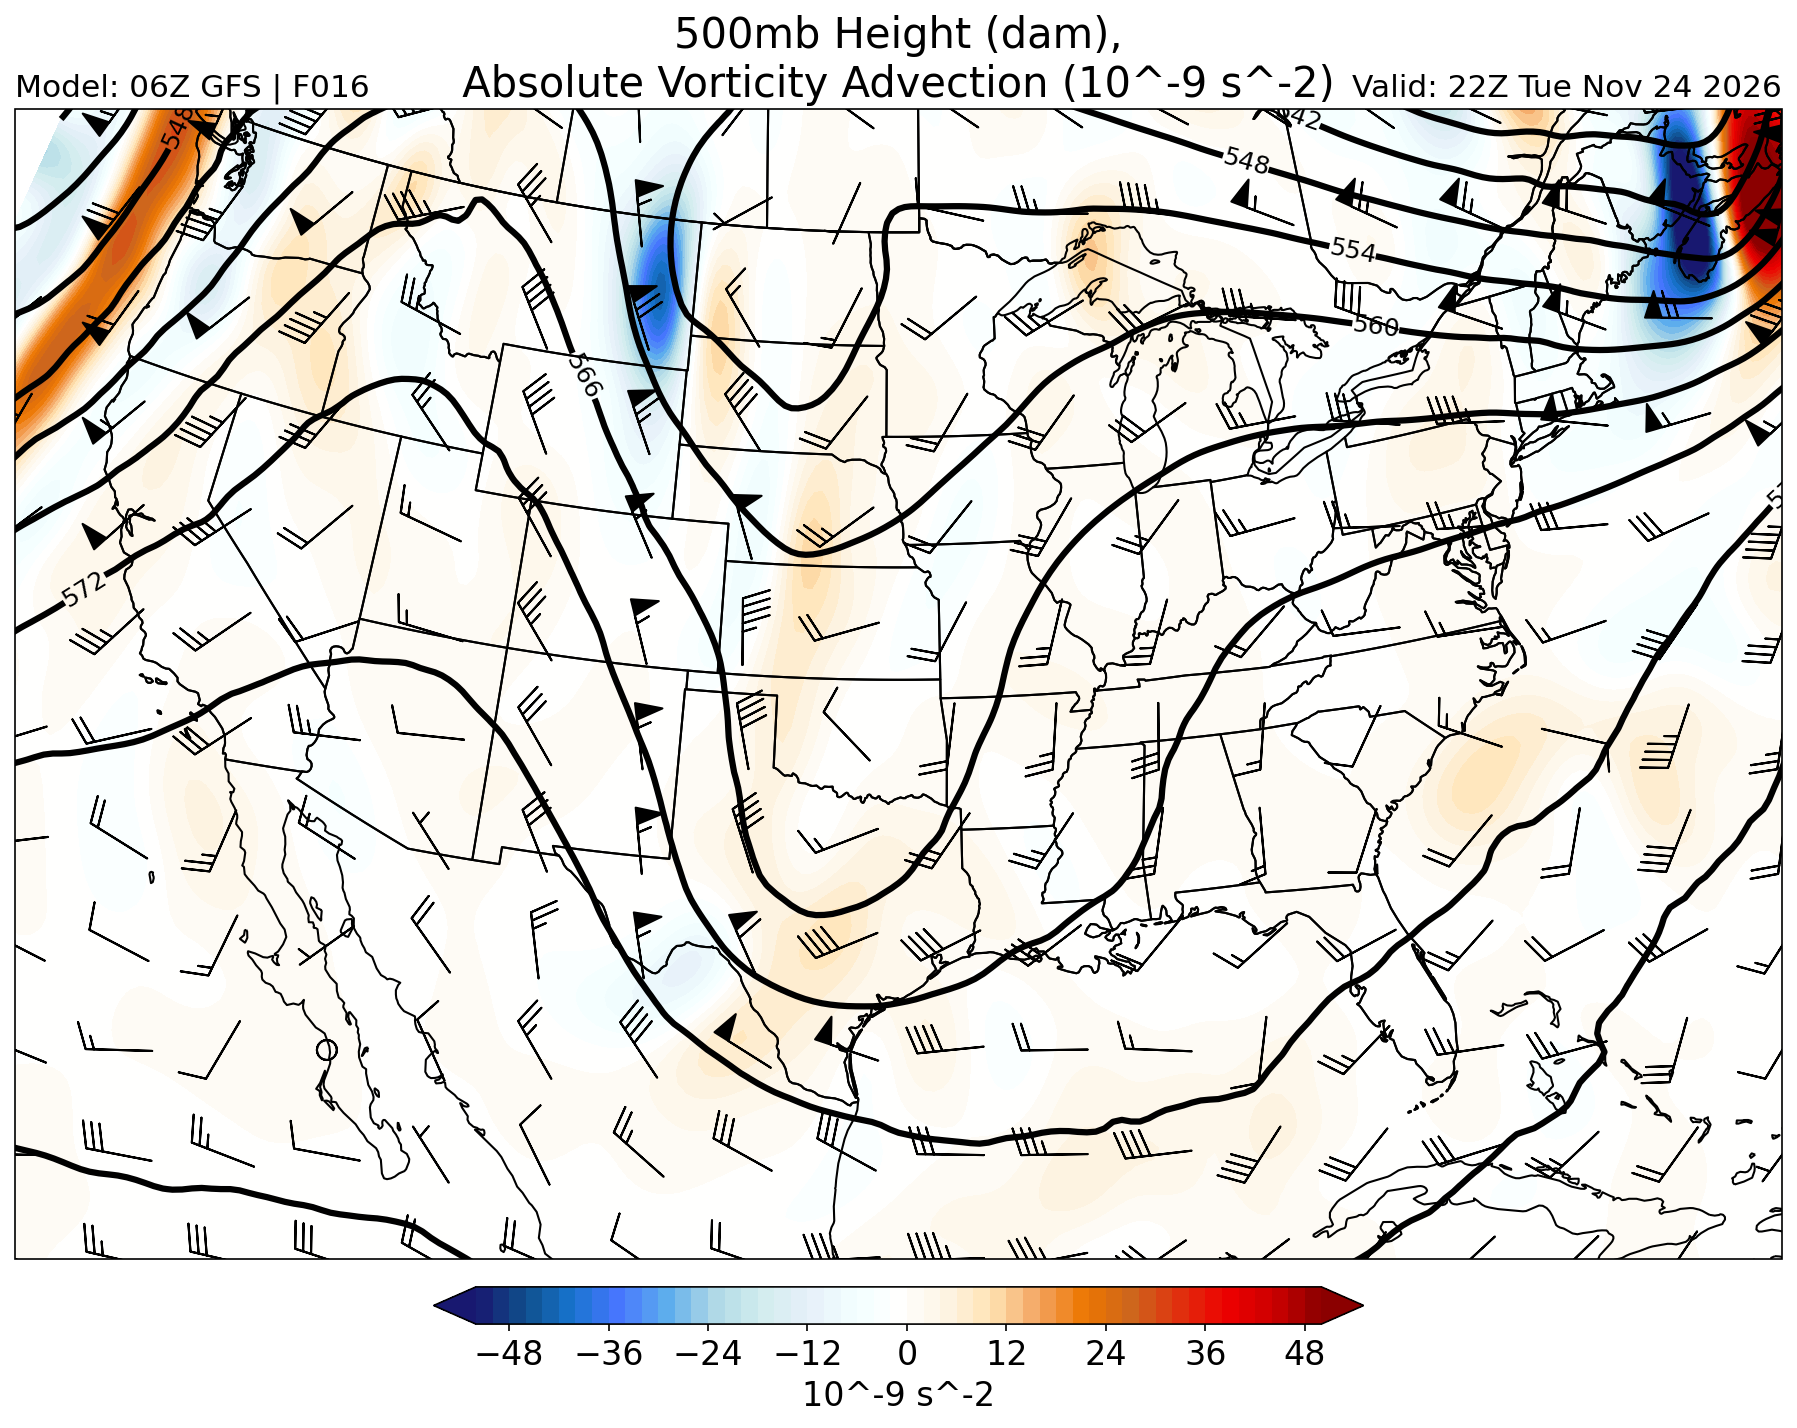 500mb Height (dam),
Model: 06Z GFS | F016
Absolute Vorticity Advection (10^-9 s^-2)
Valid: 22Z Tue Nov 24 2026
548
548
554
560
566
572
−48 −36 −24 −12 0 12 24 36 48
10^-9 s^-2